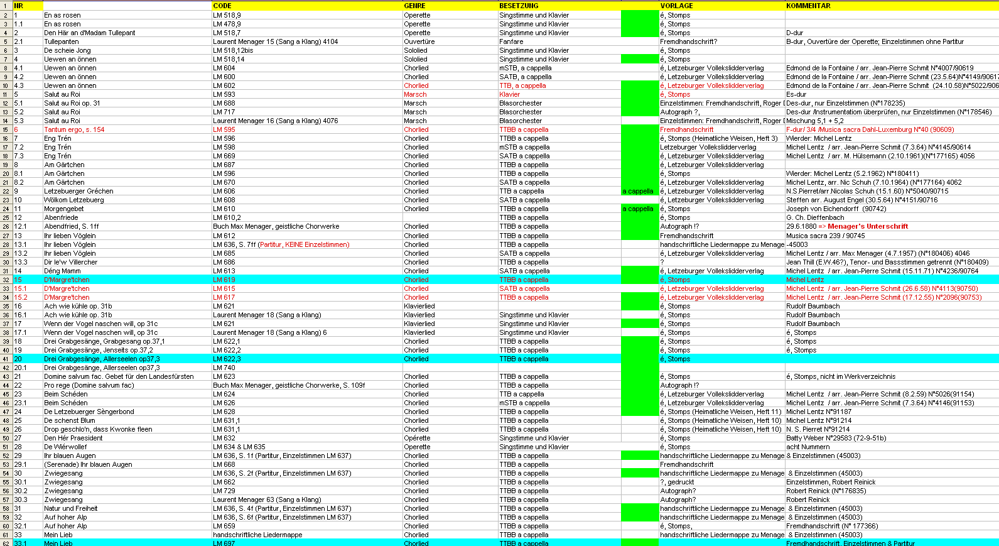 1 NR CODE GENRE BESETZUNG VORLAGE KOMMENTAR
2 1 En as rosen LM 518,9 Operette Singstimme und Klavier é, Stomps
3 1.1 En as rosen LM 478,9 Operette Singstimme und Klavier é, Stomps
4 2 Den Här an d'Madam Tullepant LM 518,7 Operette Singstimme und Klavier é, Stomps D-dur
5 2.1 Tullepanten Laurent Menager 15 (Sang a Klang) 4104 Ouvertüre Fanfare Fremdhandschrift? B-dur, Ouvertüre der Operette; Einzelstimmen ohne Partitur
6 3 De scheie Jong LM 518,12bis Sololied Singstimme und Klavier é, Stomps
7 4 Uewen an önnen LM 518,14 Sololied Singstimme und Klavier é, Stomps
8 4.1 Uewen an önnen LM 604 Chorlied mSTB, a cappella é, Letzeburger Vollekslidderverlag Edmond de la Fontaine / arr. Jean-Pierre Schmit N°4007/90619
9 4.2 Uewen an önnen LM 600 Chorlied SATB, a cappella é, Letzeburger Vollekslidderverlag Edmond de la Fontaine / arr. Jean-Pierre Schmit (23.5.64)N°4149/90617
10 4.3 Uewen an önnen LM 602 Chorlied TTB, a cappella é, Letzeburger Vollekslidderverlag Edmond de la Fontaine / arr. Jean-Pierre Schmit (24.10.58)N°5022/906
11 5 Salut au Roi LM 593 Marsch Klavier é, Stomps Es-dur
12 5.1 Salut au Roi op. 31 LM 688 Marsch Blasorchester Einzelstimmen: Fremdhandschrift, Roger Des-dur, nur Einzelstimmen (N°178235)
13 5.2 Salut au Roi LM 717 Marsch Blasorchester Autograph ?, Des-dur /Instrumentatiom überprüfen, nur Einzelstimmen (N°178546)
14 5.3 Salut au Roi Laurent Menager 16 (Sang a Klang) 4076 Marsch Blasorchester Einzelstimmen: Fremdhandschrift, Roger Mischung 5,1 + 5,2
15 6 Tantum ergo, s. 154 LM 595 Chorlied TTBB a cappella Fremdhandschrift F-dur/ 3/4 /Musica sacra Dahl-Luxemburg N°40 (90609)
16 7 Eng Trén LM 596 Chorlied TTBB a cappella é, Stomps (Heimatliche Weisen, Heft 3) Wierder: Michel Lentz
17 7.2 Eng Trén LM 598 Chorlied mSTB a cappella Letzeburger Vollekslidderverlag Michel Lentz / arr. Jean-Pierre Schmit (7.3.64) N°4145/90614
18 7.3 Eng Trén LM 669 Chorlied SATB a cappella é, Letzeburger Vollekslidderverlag Michel Lentz / arr. M. Hülsemann (2.10.1961)(N°177165) 4056
19 8 Am Gärtchen LM 687 Chorlied TTBB a cappella é, Letzeburger Vollekslidderverlag
20 8.1 Am Gärtchen LM 596 Chorlied TTBB a cappella é, Stomps Wierder: Michel Lentz (5.2.1962) N°180411)
21 8.2 Am Gärtchen LM 670 Chorlied SATB a cappella é, Letzeburger Vollekslidderverlag Michel Lentz, arr. Nic Schuh (7.10.1964) (N°177164) 4062
22 9 Letzebuerger Gréchen LM 606 Chorlied TTB a cappella a cappella é, Letzeburger Vollekslidderverlag N.S.Pierret/arr.Nicolas Schuh (15.1.60) N°5040/90715
23 10 Wölkom Letzebuerg LM 608 Chorlied SATB a cappella é, Letzeburger Vollekslidderverlag Steffen arr. August Engel (30.5.64) N°4151/90716
24 11 Morgengebet LM 610 Chorlied TTBB a cappella a cappella é, Stomps Joseph von Eichendorff (90742)
25 12 Abenfriede LM 610,2 TTBB a cappella é, Stomps G. Ch. Dieffenbach
26 12.1 Abendfried, S. 1ff Buch Max Menager, geistliche Chorwerke Chorlied TTBB a cappella Autograph !? 29.6.1880 => Menager's Unterschrift
27 13 Ihr lieben Vöglein LM 612 Chorlied TTBB a cappella Fremdhandschrift Musica sacra 239 / 90745
28 13.1 Ihr lieben Vöglein LM 636, S. 7ff (Partitur, KEINE Einzelstimmen) Chorlied TTBB a cappella handschriftliche Liedermappe zu Menage -45003
29 13.2 Ihr lieben Vöglein LM 685 Chorlied SATB a cappella é, Letzeburger Vollekslidderverlag Michel Lentz / arr. Max Menager (4.7.1957) (N°180406) 4046
30 13.3 Dir le'w Villercher LM 686 Chorlied TTBB a cappella ? Jean Thill (E.W.46?), Tenor- und Bassstimmen getrennt (N°180409)
31 14 Déng Mamm LM 613 Chorlied SATB a cappella é, Letzeburger Vollekslidderverlag Michel Lentz / arr. Jean-Pierre Schmit (15.11.71) N°4236/90764
32 15 D'Margre'tchen LM 619 Chorlied TTBB a cappella é, Stomps Michel Lentz
33 15.1 D'Margre'tchen LM 615 Chorlied SATB a cappella é, Letzeburger Vollekslidderverlag Michel Lentz / arr. Jean-Pierre Schmit (26.6.58) N°4113(90750)
34 15.2 D'Margre'tchen LM 617 Chorlied TTBB a cappella é, Letzeburger Vollekslidderverlag Michel Lentz / arr. Jean-Pierre Schmit (17.12.55) N°2096(90753)
35 16 Ach wie kühle op. 31b LM 621 Klavierlied é, Stomps Rudolf Baumbach
36 16.1 Ach wie kühle op. 31b Laurent Menager 18 (Sang a Klang) Singstimme und Klavier é, Stomps Rudolf Baumbach
37 17 Wenn der Vogel naschen will, op 31c LM 621 Klavierlied Singstimme und Klavier é, Stomps Rudolf Baumbach
38 17.1 Wenn der Vogel naschen will, op 31c Laurent Menager 18 (Sang a Klang) 6 Klavierlied Singstimme und Klavier é, Stomps é, Stomps
39 18 Drei Grabgesänge, Grabgesang op.37,1 LM 622,1 Chorlied TTBB a cappella é, Stomps é, Stomps
40 19 Drei Grabgesänge, Jenseits op.37,2 LM 622,2 Chorlied TTBB a cappella é, Stomps é, Stomps
41 20 Drei Grabgesänge, Allerseelen op37,3 LM 622,3 Chorlied TTBB a cappella é, Stomps
42 20.1 Drei Grabgesänge, Allerseelen op37,3 LM 740
43 21 Domine salvum fac. Gebet für den Landesfürsten LM 623 Chorlied TTBB a cappella é, Stomps é, Stomps, nicht im Werkverzeichnis
44 22 Pro rege (Domine salvum fac) Buch Max Menager, geistliche Chorwerke, S. 109f Chorlied TTBB a cappella Autograph !?
45 23 Beim Schéden LM 624 Chorlied TTB a cappella é, Letzeburger Vollekslidderverlag Michel Lentz / arr. Jean-Pierre Schmit (8.2.59) N°5026(91154)
46 23.1 Beim Schéden LM 626 Chorlied mSTB a cappella é, Letzeburger Vollekslidderverlag Michel Lentz / arr. Jean-Pierre Schmit (7.3.64) N°4146(91153)
47 24 De Letzebuerger Sèngerbond LM 628 Chorlied TTBB a cappella é, Stomps (Heimatliche Weisen, Heft 11) Michel Lentz N°91187
48 25 De schenst Blum LM 631,1 Chorlied TTBB a cappella é, Stomps (Heimatliche Weisen, Heft 10) Michel Lentz N°91214
49 26 Drop geschlo'n, dass Kwonke fleen LM 631,1 Chorlied TTBB a cappella é, Stomps (Heimatliche Weisen, Heft 10) N. S. Pierret N°91214
50 27 Den Hér Praesident LM 632 Opérette Singstimme und Klavier é, Stomps Batty Weber N°29583 (72-9-51b)
51 28 De Wiérwollef LM 634 & LM 635 Operette Singstimme und Klavier é, Stomps acht Nummern
52 29 Ihr blauen Augen LM 636, S. 1f (Partitur, Einzelstimmen LM 637) Chorlied TTBB a cappella handschriftliche Liedermappe zu Menage & Einzelstimmen (45003)
53 29.1 (Serenade) Ihr blauen Augen LM 668 Chorlied TTBB a cappella Fremdhandschrift
54 30 Zwiegesang LM 636, S. 2f (Partitur, Einzelstimmen LM 637) Chorlied TTBB a cappella handschriftliche Liedermappe zu Menage & Einzelstimmen (45003)
55 30.1 Zwiegesang LM 662 Chorlied TTBB a cappella ?, gedruckt Einzelstimmen, Robert Reinick
56 30.2 Zwiegesang LM 729 Chorlied TTBB a cappella Autograph? Robert Reinick (N°176835)
57 30.3 Zwiegesang Laurent Menager 63 (Sang a Klang) Chorlied TTBB a cappella Autograph? Robert Reinick
58 31 Natur und Freiheit LM 636, S. 4f (Partitur, Einzelstimmen LM 637) Chorlied TTBB a cappella handschriftliche Liedermappe zu Menage & Einzelstimmen (45003)
59 32 Auf hoher Alp LM 636, S. 6f (Partitur, Einzelstimmen LM 637) Chorlied TTBB a cappella handschriftliche Liedermappe zu Menage & Einzelstimmen (45003)
60 32.1 Auf hoher Alp LM 659 Chorlied TTBB a cappella é, Stomps, Fremdhandschrift (N° 177366)
61 33 Mein Lieb handschriftliche Liedermappe Chorlied TTBB a cappella handschriftliche Liedermappe zu Menage & Einzelstimmen (45003)
62 33.1 Mein Lieb LM 697 Chorlied TTBB a cappella Fremdhandschrift, Einzelstimmen & Partitur